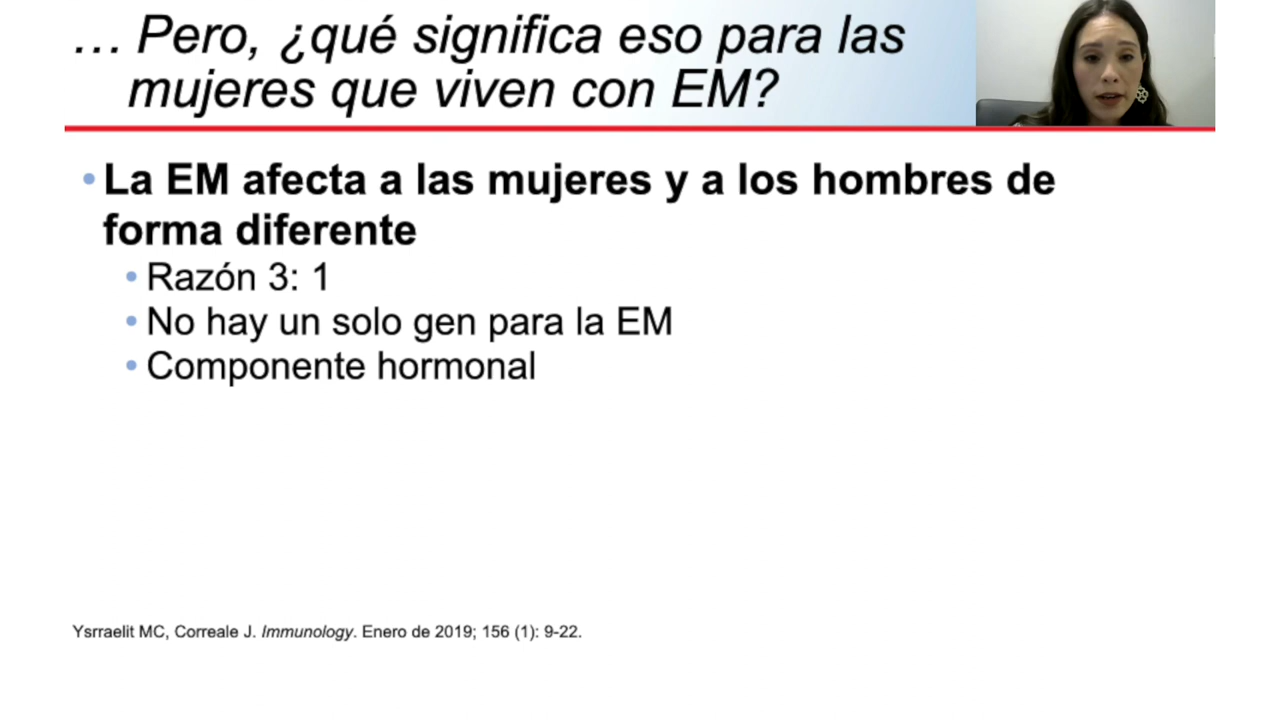 … Pero, ¿qué significa eso para las
mujeres que viven con EM?
• La EM afecta a las mujeres y a los hombres de
forma diferente
• Razón 3: 1
• No hay un solo gen para la EM
• Componente hormonal
Ysrraelit MC, Correale J. Immunology. Enero de 2019; 156 (1): 9-22.